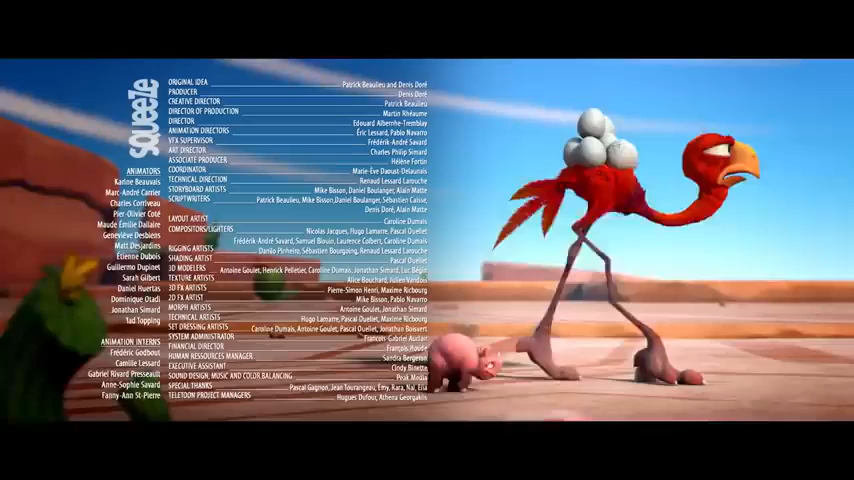 squeeze
ORIGINAL IDEA Patrick Beaulieu and Denis Doré
PRODUCER Denis Doré
CREATIVE DIRECTOR Patrick Beaulieu
DIRECTOR OF PRODUCTION Martin Rhéaume
DIRECTOR Edouard Alberrhe-Tremblay
ANIMATION DIRECTORS Éric Lessard, Pablo Navarro
VFX SUPERVISOR Frédérik-André Savard
ART DIRECTOR Charles Philip Simard
ASSOCIATE PRODUCER Hélène Fortin
COORDINATOR Marie-Ève Daoust-Delaunais
TECHNICAL DIRECTION Renaud Lessard Larouche
STORYBOARD ARTISTS Mike Bisson, Daniel Boulanger, Alain Matte
SCRIPTWRITERS Patrick Beaulieu, Mike Bisson, Daniel Boulanger, Sébastien Caisse,
Denis Doré, Alain Matte
LAYOUT ARTIST Caroline Dumais
COMPOSITORS/LIGHTERS Nicolas Jacques, Hugo Lamarre, Pascal Ouellet,
Frédérik-André Savard, Samuel Blouin, Laurence Colbert, Caroline Dumais
RIGGING ARTISTS Danilo Pinheiro, Sébastien Bourgoing, Renaud Lessard Larouche
SHADING ARTIST Pascal Ouellet
3D MODELERS Antoine Goulet, Henrick Pelletier, Caroline Dumais, Jonathan Simard, Luc Bégin
TEXTURE ARTISTS Alice Bouchard, Julien Vandois
3D FX ARTISTS Pierre-Simon Henri, Maxime Ricbourg
2D FX ARTIST Mike Bisson, Pablo Navarro
MORPH ARTISTS Antoine Goulet, Jonathan Simard
TECHNICAL ARTISTS Hugo Lamarre, Pascal Ouellet, Maxime Ricbourg
SET DRESSING ARTISTS Caroline Dumais, Antoine Goulet, Pascal Ouellet, Jonathan Boisvert
SYSTEM ADMINISTRATOR Francois-Gabriel Audair
FINANCIAL DIRECTOR François Houde
HUMAN RESSOURCES MANAGER Sandra Bergeron
EXECUTIVE ASSISTANT Cindy Binette
SOUND DESIGN, MUSIC AND COLOR BALANCING Peak Media
SPECIAL THANKS Pascal Gagnon, Jean Tourangeau, Emy, Rara, Nai, Eria
TELETOON PROJECT MANAGERS Hugues Dufour, Athena Georgaklis
ANIMATORS
Karine Beauvais
Marc-André Carrier
Charles Corriveau
Pier-Olivier Coté
Maude Émilie Dallaire
Geneviève Desbiens
Matt Desjardins
Étienne Dubois
Guillermo Dupinet
Sarah Gilbert
Daniel Huertas
Dominique Otadi
Jonathan Simard
Tad Topping
ANIMATION INTERNS
Frédéric Godbout
Camille Lessard
Gabriel Rivard Presseault
Anne-Sophie Savard
Fanny-Ann St-Pierre